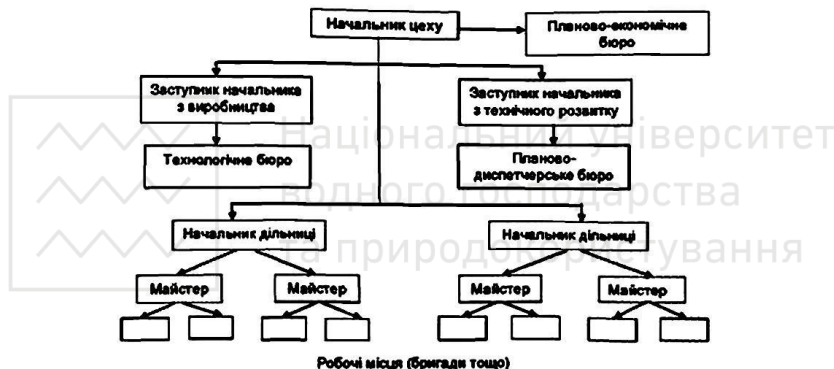 Начальник цеху
Планово-економічне
бюро
Заступник начальника
з виробництва
Заступник начальника
з технічного розвитку
Технологічне бюро
Планово-
диспетчерське бюро
Національний університет
водного господарства
та природокористування
Начальник дільниці
Начальник дільниці
Майстер
Майстер
Майстер
Майстер
Робочі місця (бригади тощо)